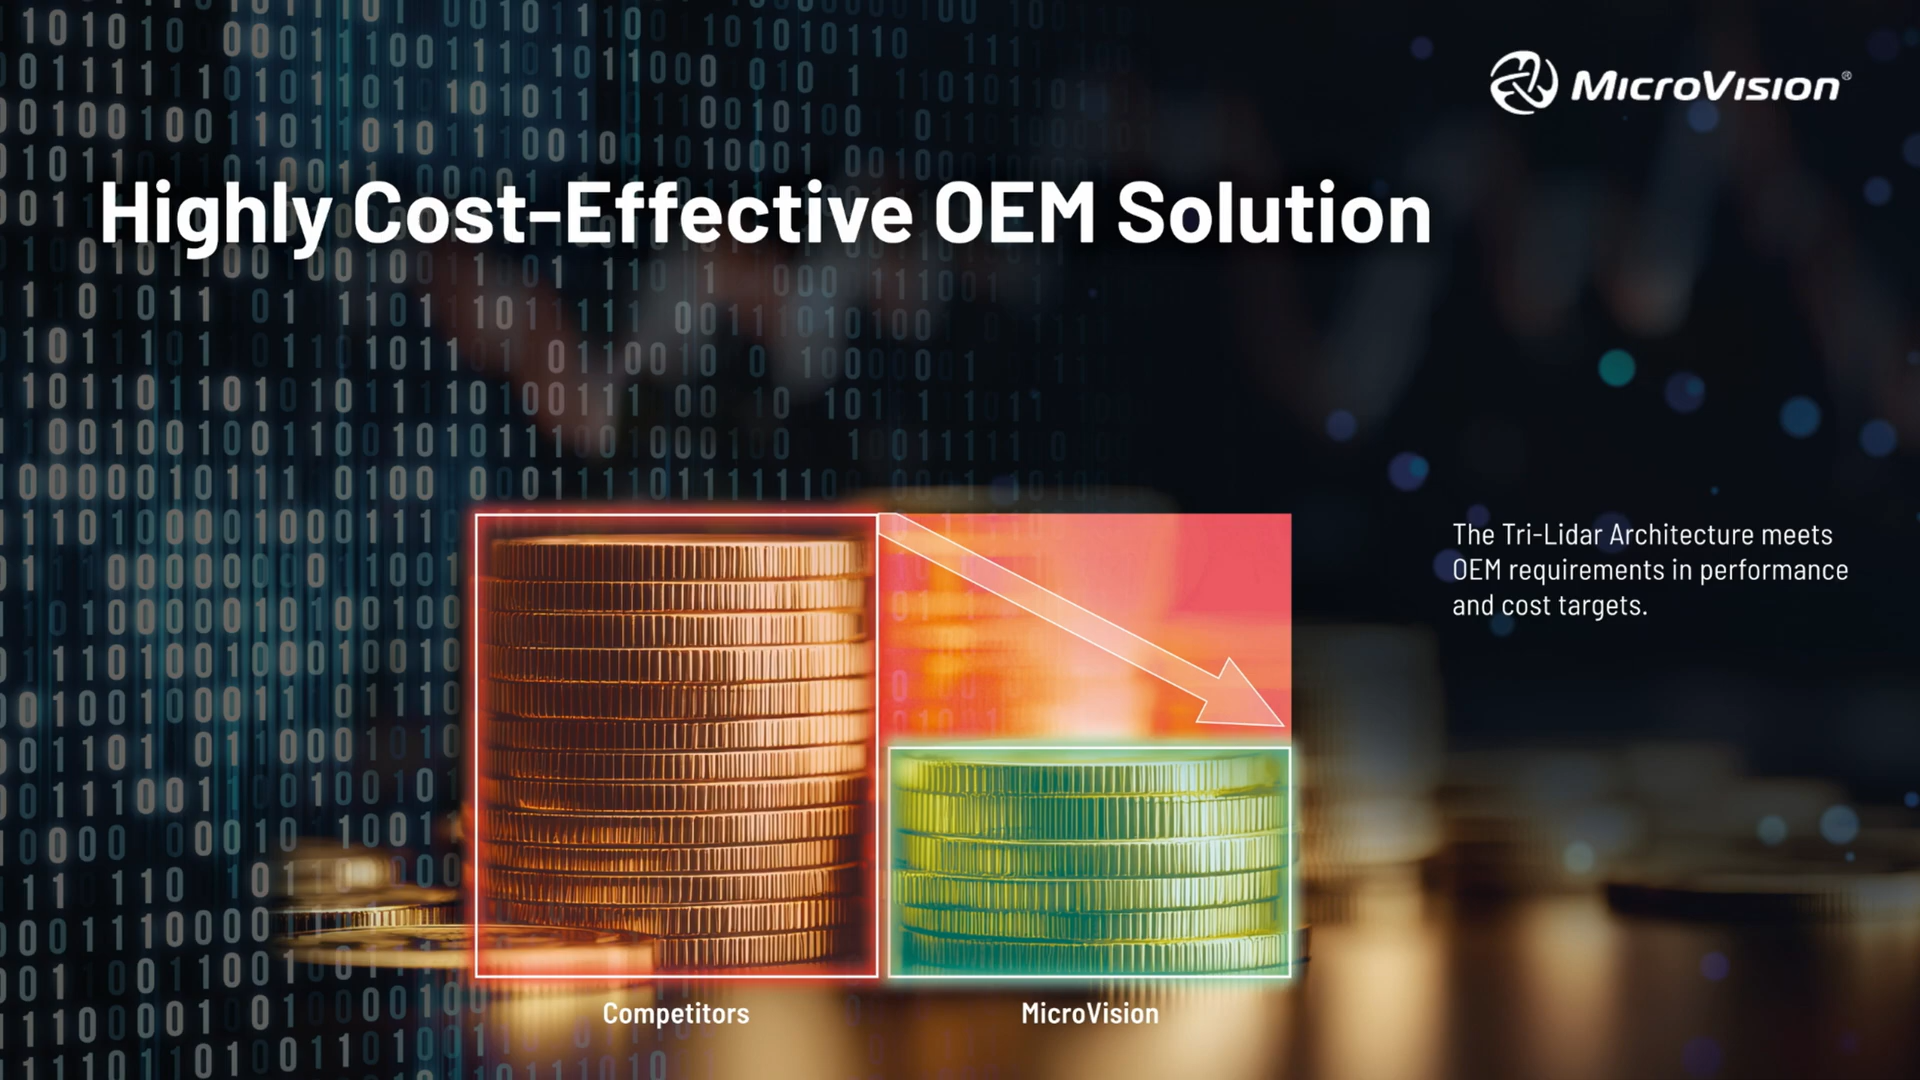 MicroVision®
Highly Cost-Effective OEM Solution
The Tri-Lidar Architecture meets
OEM requirements in performance
and cost targets.
Competitors
MicroVision